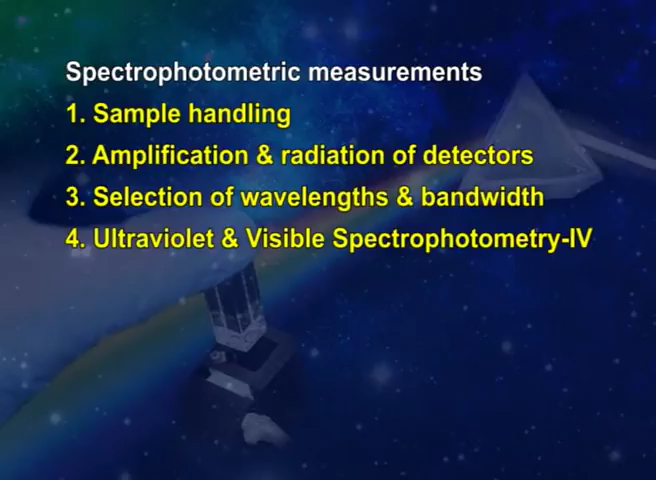 Spectrophotometric measurements
1. Sample handling
2. Amplification & radiation of detectors
3. Selection of wavelengths & bandwidth
4. Ultraviolet & Visible Spectrophotometry-IV